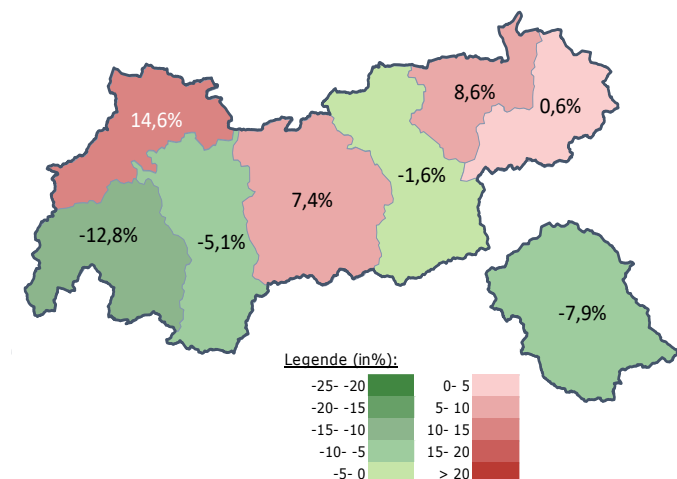 8,6%
0,6%
14,6%
-1,6%
7,4%
-12,8%
-5,1%
-7,9%
Legende (in%):
-25- -20 0- 5
-20- -15 5- 10
-15- -10 10- 15
-10- -5 15- 20
-5- 0 > 20